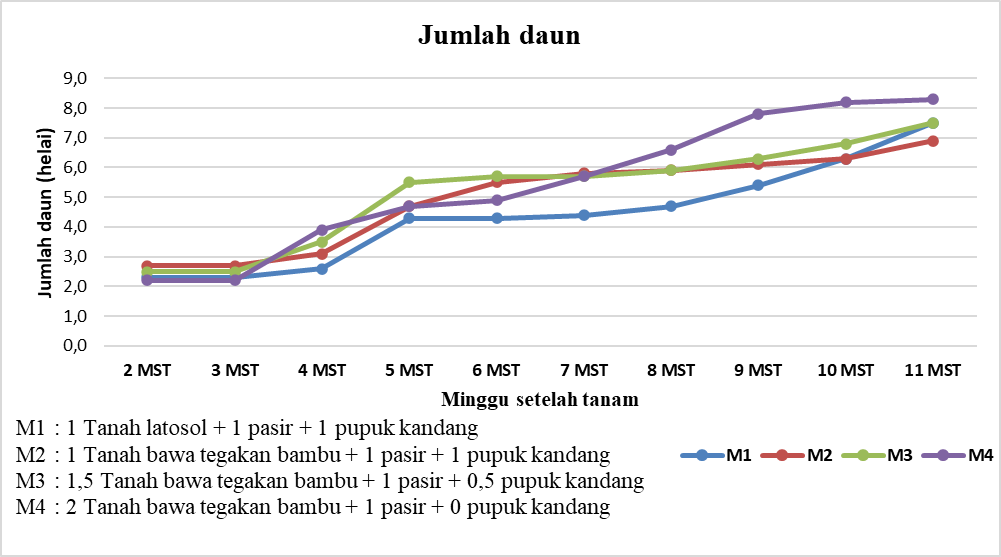 Jumlah daun
Jumlah daun (helai)
9,0
8,0
7,0
6,0
5,0
4,0
3,0
2,0
1,0
0,0
2 MST 3 MST 4 MST 5 MST 6 MST 7 MST 8 MST 9 MST 10 MST 11 MST
Minggu setelah tanam
M1 : 1 Tanah latosol + 1 pasir + 1 pupuk kandang
M2 : 1 Tanah bawa tegakan bambu + 1 pasir + 1 pupuk kandang
M3 : 1,5 Tanah bawa tegakan bambu + 1 pasir + 0,5 pupuk kandang
M4 : 2 Tanah bawa tegakan bambu + 1 pasir + 0 pupuk kandang
M1 M2 M3 M4